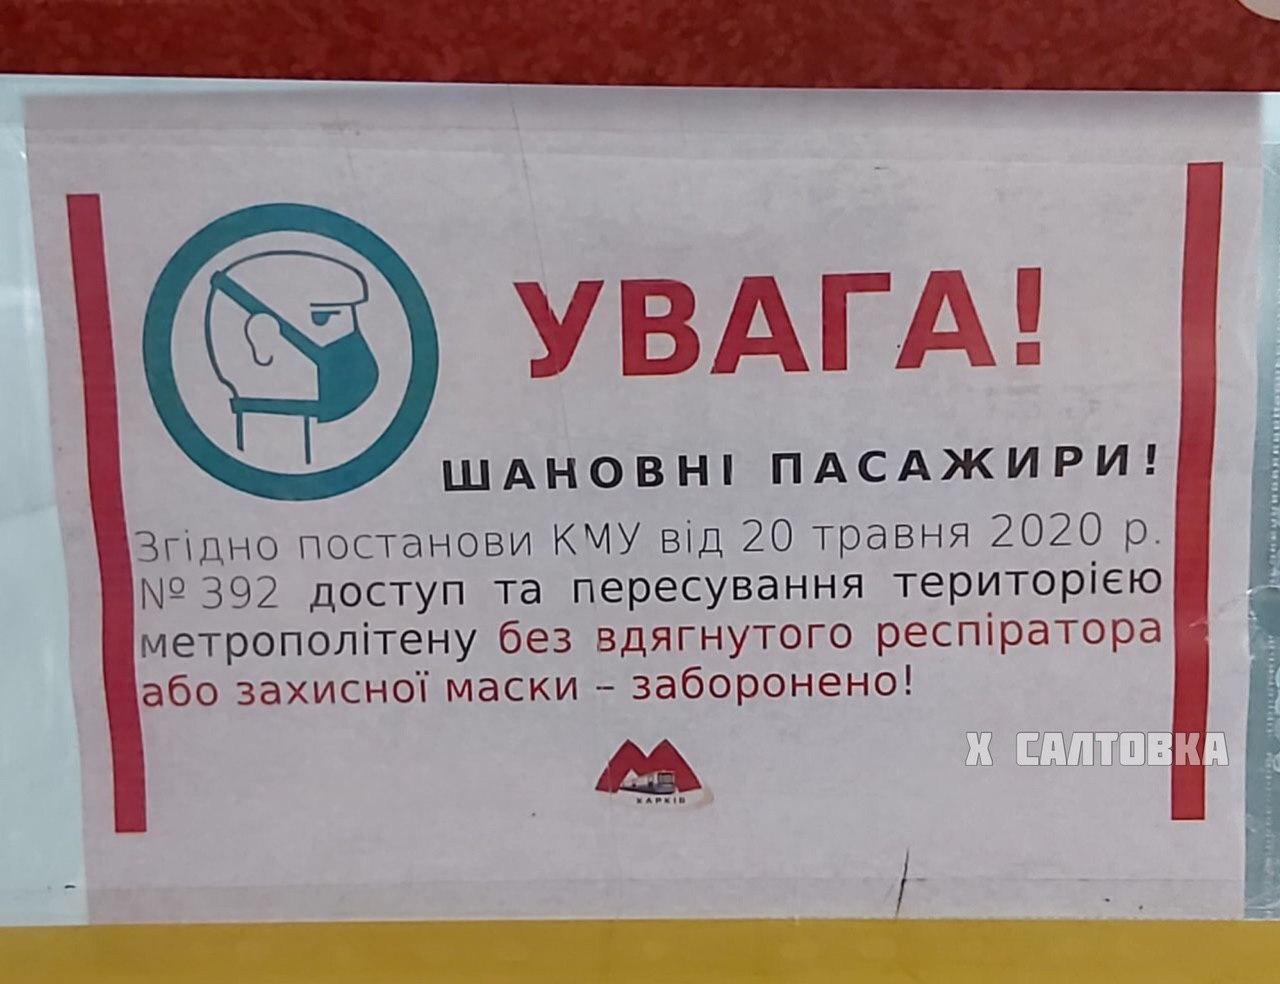 УВАГА!
ШАНОВНІ ПАСАЖИРИ!
Згідно постанови КМУ від 20 травня 2020 р.
№ 392 доступ та пересування територією
метрополітену без вдягнутого респіратора
або захисної маски – заборонено!
Х САЛТОВКА
ХАРКІВ